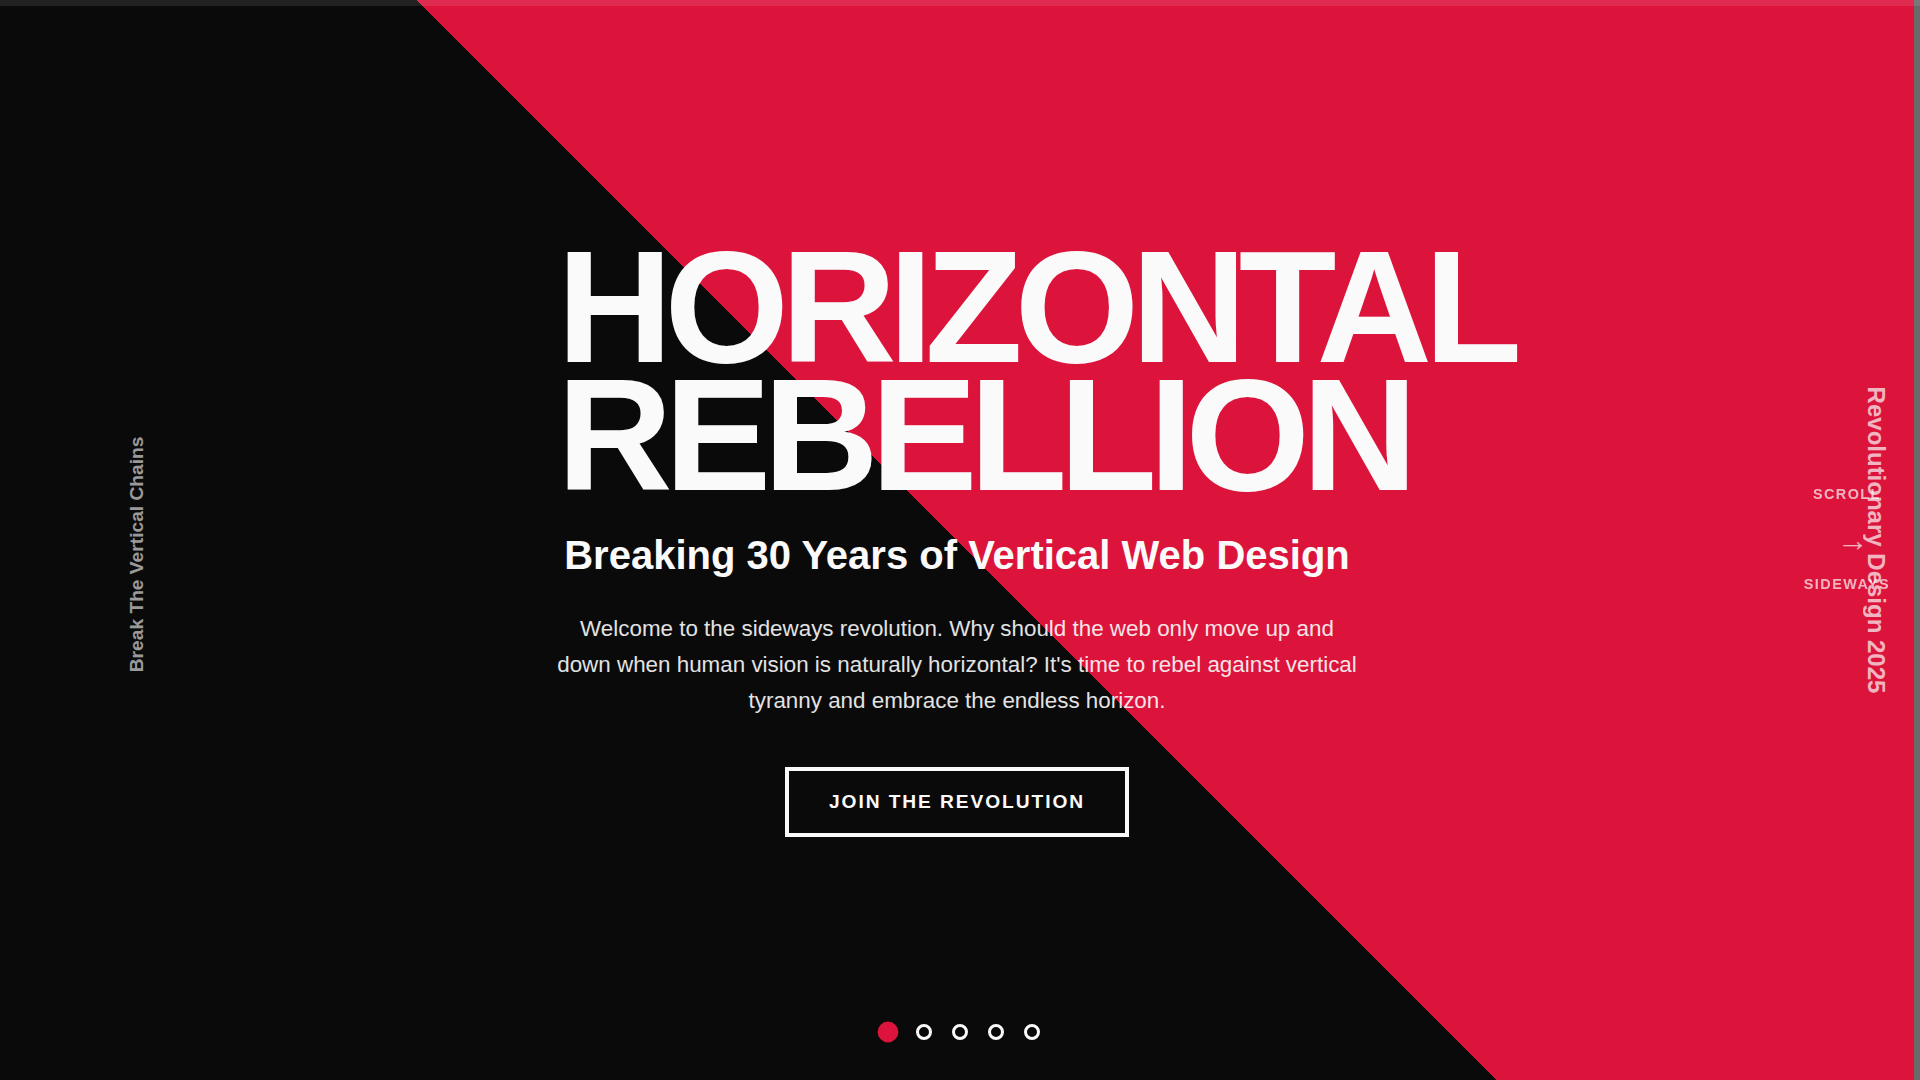 HORIZONTAL
REBELLION
Breaking 30 Years of Vertical Web Design
Welcome to the sideways revolution. Why should the web only move up and
down when human vision is naturally horizontal? It's time to rebel against vertical
tyranny and embrace the endless horizon.
JOIN THE REVOLUTION
Break The Vertical Chains
Revolutionary Design 2025
SCROLL
→
SIDEWAYS